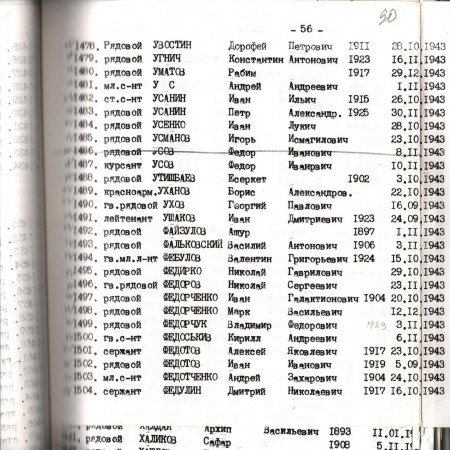 - 56 -
50
1478. Рядовой УВОСТИН Дорофей Петрович 1911 28.10.1943
1479. рядовой УГНИЧ Константин Антонович 1923 16.11.1943
1480. рядовой УМАТОВ Рабим 1917 29.12.1943
1481. мл.с-нт У С Андрей Андреевич 1.11.1943
1482. ст.с-нт УСАНИН Иван Ильич 1915 26.10.1943
1483. рядовой УСАНИН Петр Александр. 1925 30.11.1943
1484. рядовой УСЕНКО Иван Лукич 28.10.1943
1485. рядовой УСМАНОВ Игорь Исмагилович 23.10.1943
1486. рядовой УСОВ Федор Иванович 8.11.1943
1487. курсант УСОВ Федор Иванович 10.11.1943
1488. рядовой УТИШБАЕВ Есеркет 1902 3.10.1943
1489. красноарм. УХАНОВ Борис Александров. 22.10.1943
1490. гв.рядовой УХОВ Георгий Павлович 16.09.1943
1491. лейтенант УШАКОВ Иван Дмитриевич 1923 24.09.1943
1492. рядовой ФАЙЗУЛОВ Ашур 1897 1.11.1943
1493. рядовой ФАЛЬКОВСКИЙ Василий Антонович 1906 3.11.1943
1494. гв.мл.л-нт ФЕБУЛОВ Валентин Григорьевич 1924 15.10.1943
1495. рядовой ФЕДИРКО Николай Гаврилович 29.10.1943
1496. гв.рядовой ФЕДОРОВ Николай Сергеевич 23.11.1943
1497. рядовой ФЕДОРЧЕНКО Иван Галактионович 1904 20.10.1943
1498. рядовой ФЕДОРЧЕНКО Марк Васильевич 12.12.1943
1499. рядовой ФЕДОРЧУК Владимир Федорович 1923 3.11.1943
1500. гв.с-нт ФЕДОСЬКИВ Кирилл Андреевич 6.11.1943
1501. сержант ФЕДОТОВ Алексей Яковлевич 1917 23.10.1943
1502. рядовой ФЕДОТОВ Иван Иванович 1919 5.09.1943
1503. мл.с-нт ФЕДОТЧЕНКО Андрей Захарович 1904 24.10.1943
1504. сержант ФЕДУЛИН Дмитрий Николаевич 1917 16.10.1943
рядовой Архип Васильевич 1893 11.01.
рядовой ХАЛИКОВ Сафар 1908 5.11.